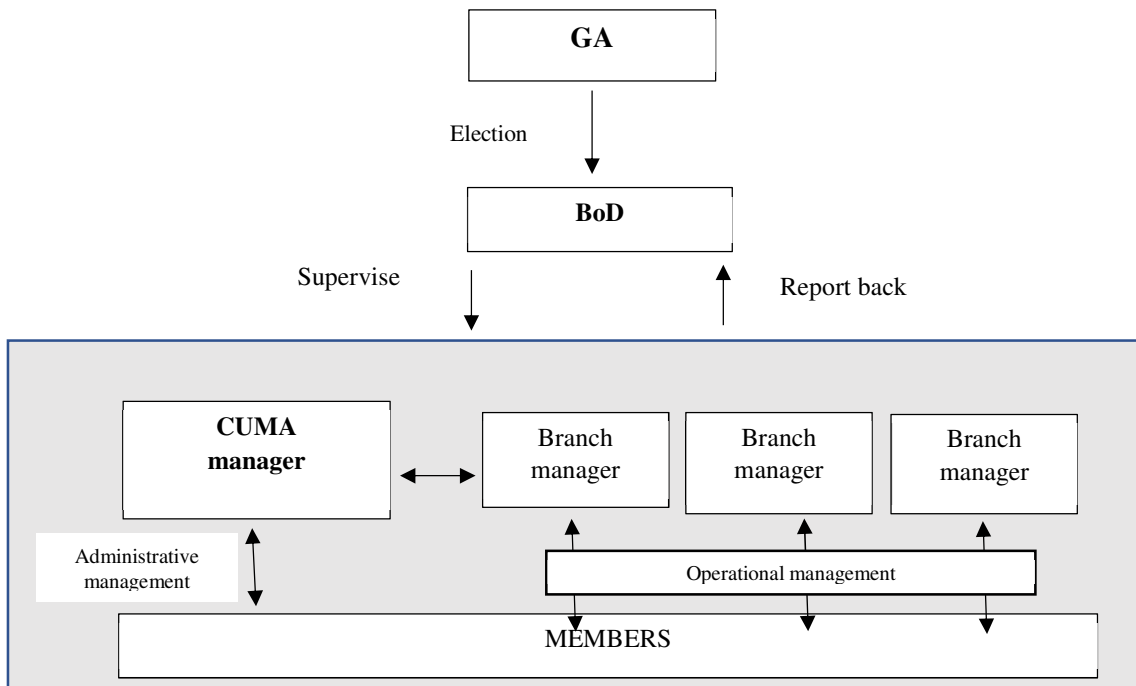 GA
Election
BoD
Supervise
Report back
CUMA
manager
Branch
manager
Branch
manager
Branch
manager
Administrative
management
Operational management
MEMBERS